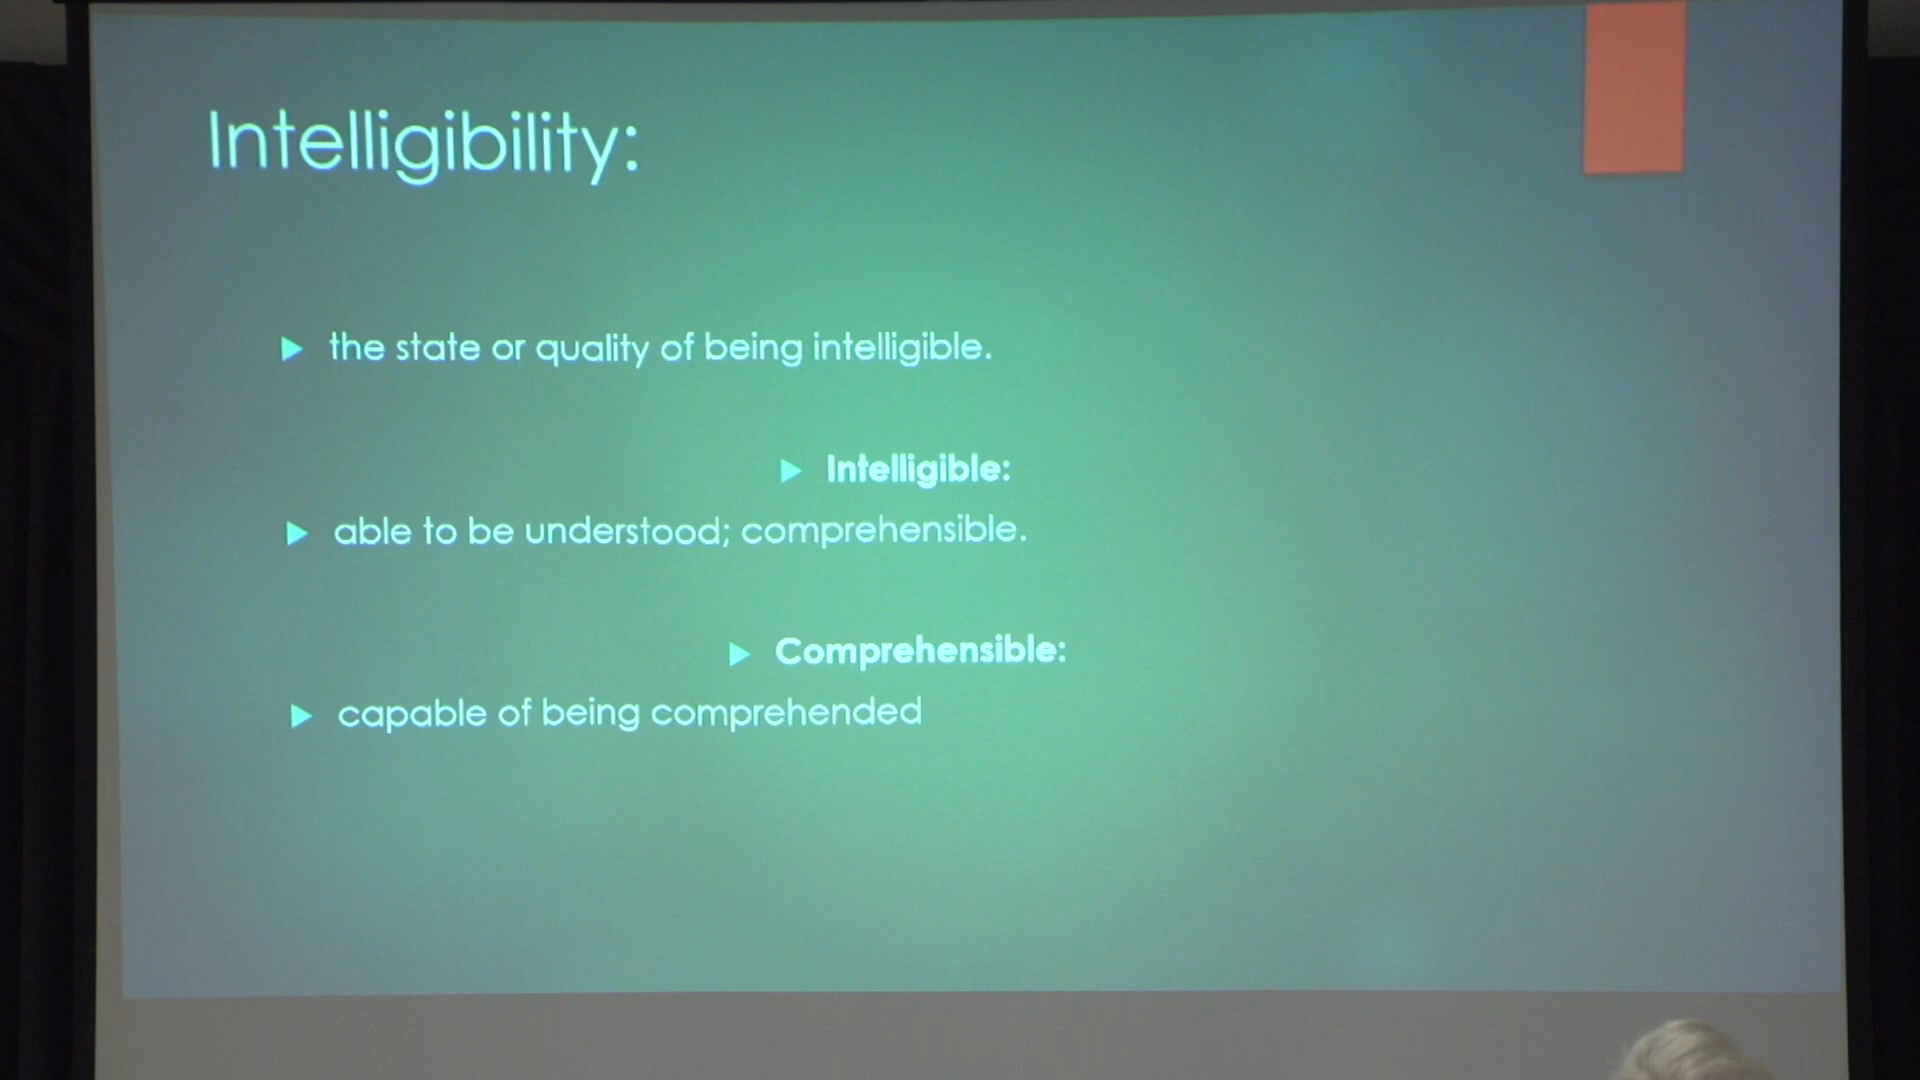 Intelligibility:
the state or quality of being intelligible.
Intelligible:
able to be understood; comprehensible.
Comprehensible:
capable of being comprehended